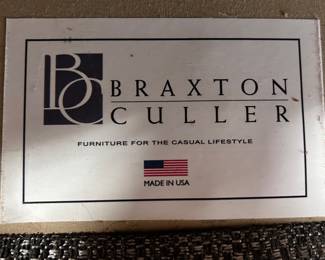 BC
BRAXTON
CULLER
FURNITURE FOR THE CASUAL LIFESTYLE
MADE IN USA